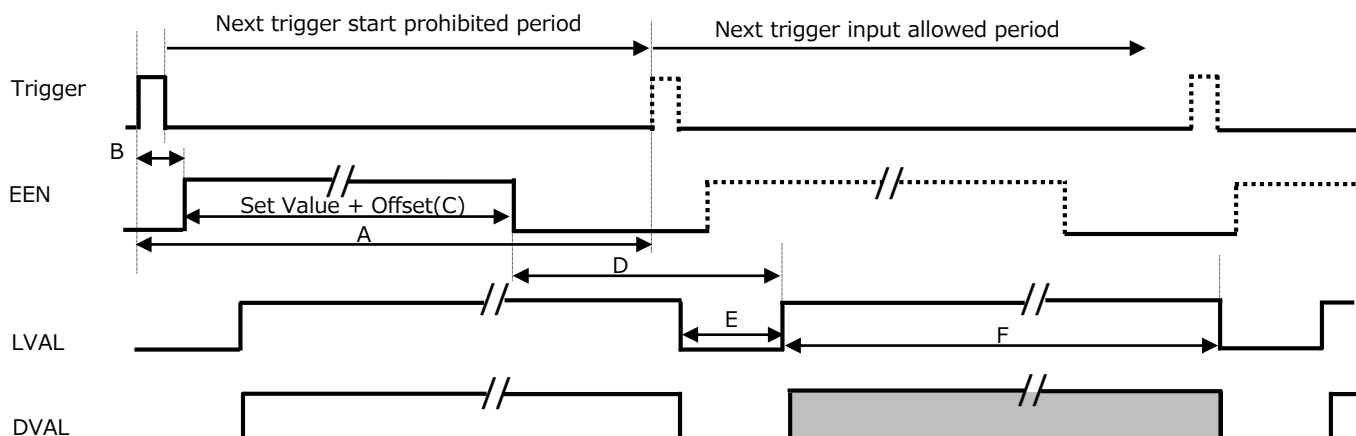 Next trigger start prohibited period
Next trigger input allowed period
Trigger
B
EEN
Set Value + Offset(C)
A
D
LVAL
E
F
DVAL